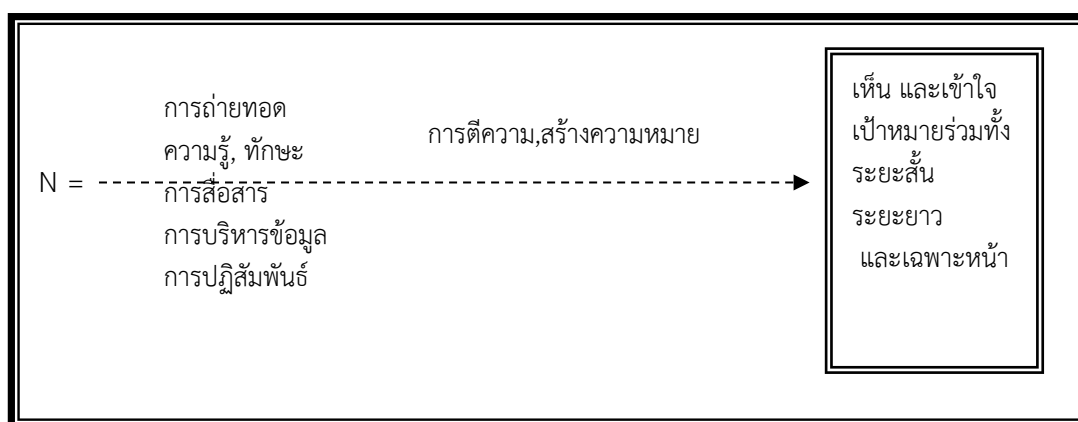 การถ่ายทอด
ความรู้, ทักษะ
การสื่อสาร
การบริหารข้อมูล
การปฏิสัมพันธ์
N =
การตีความ,สร้างความหมาย
เห็น และเข้าใจ
เป้าหมายร่วมทั้ง
ระยะสั้น
ระยะยาว
และเฉพาะหน้า